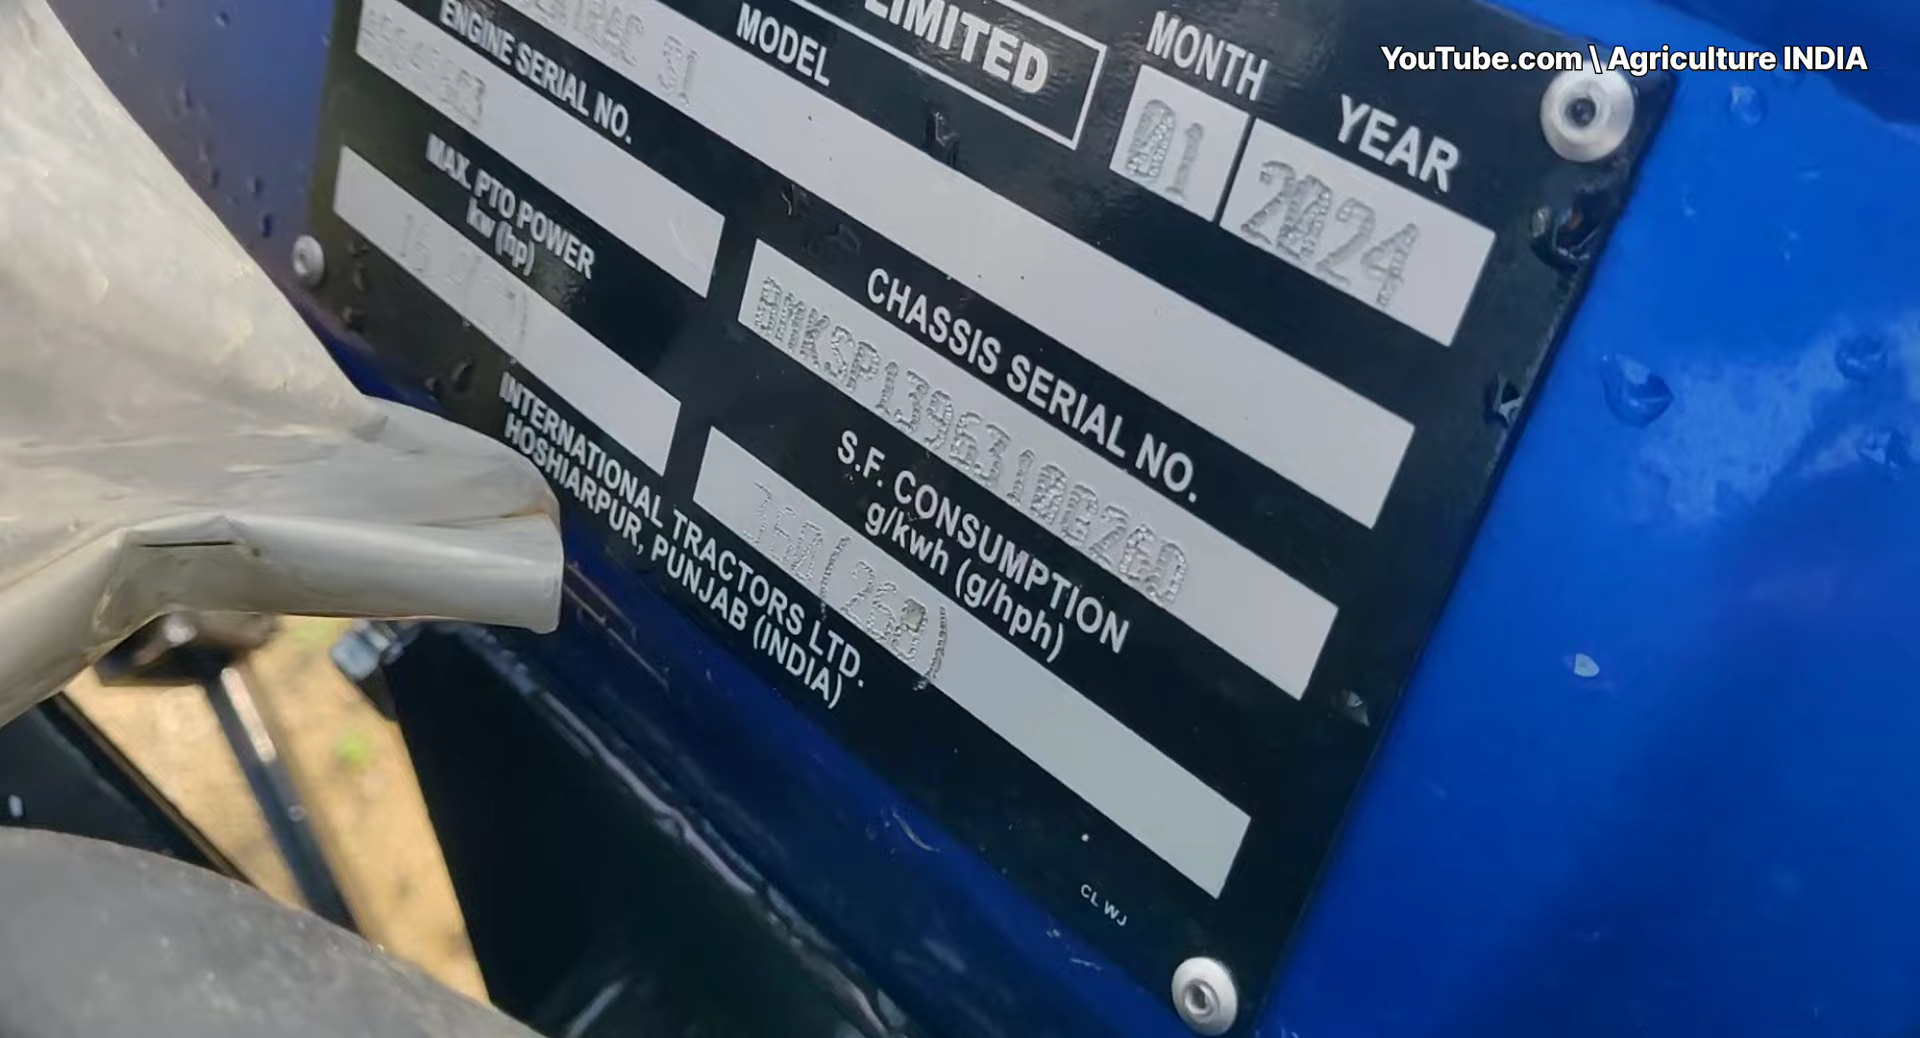 YouTube.com \ Agriculture INDIA
LIMITED
MONTH
YEAR
01
2024
MODEL
31
ENGINE SERIAL NO.
CHASSIS SERIAL NO.
MAX. PTO POWER
kw (hp)
S.F. CONSUMPTION
g/kwh (g/hph)
INTERNATIONAL TRACTORS LTD.
HOSHIARPUR, PUNJAB (INDIA)
CL WJ